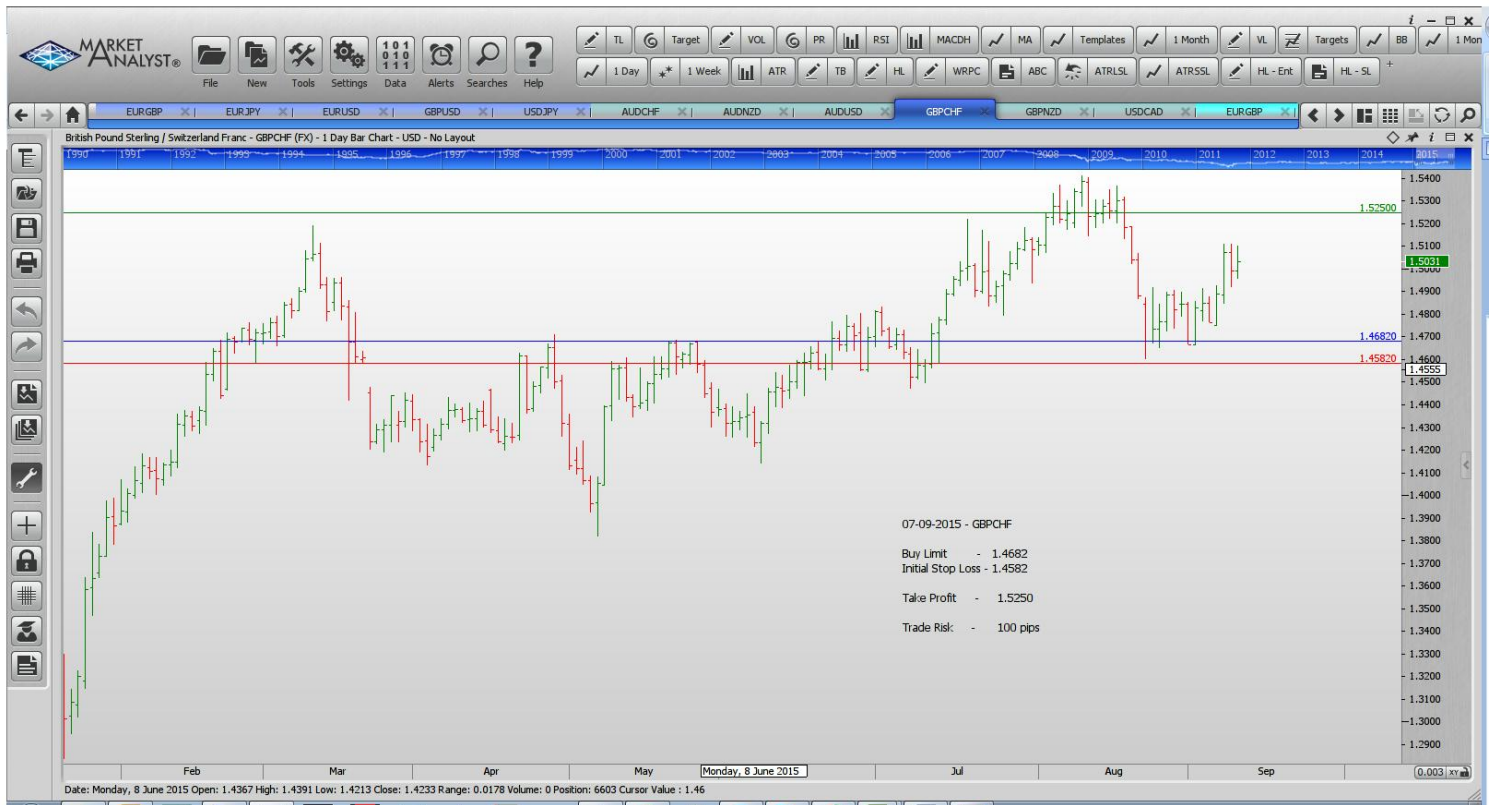 i
MARKET
ANALYST®
File New Tools Settings Data Alerts Searches Help
TL Target VOL PR RSI MACDH MA Templates 1 Month VL Targets BB 1 Mon
1 Day 1 Week ATR TB HL WRPC ABC ATRLSL ATRSSL HL - Ent HL - SL +
101
010
111
EURGBP EURJPY EURUSD GBPUSD USDJPY AUDCHF AUDNZD AUDUSD GBPCHF GBPNZD USDCAD EURGBP
British Pound Sterling / Switzerland Franc - GBPCHF (FX) - 1 Day Bar Chart - USD - No Layout
1990 1991 1992 1993 1994 1995 1996 1997 1998 1999 2000 2001 2002 2003 2004 2005 2006 2007 2008 2009 2010 2011 2012 2013 2014 2015
1.5400
1.5300
1.52500
1.5200
1.5100
1.5031
1.5000
1.4900
1.4800
1.4700
1.46820
1.4600
1.45820
1.4555
1.4500
1.4400
1.4300
1.4200
1.4100
1.4000
1.3900
1.3800
1.3700
1.3600
1.3500
1.3400
1.3300
1.3200
1.3100
1.3000
1.2900
07-09-2015 - GBPCHF
Buy Limit - 1.4682
Initial Stop Loss - 1.4582
Take Profit - 1.5250
Trade Risk - 100 pips
Feb Mar Apr May Monday, 8 June 2015 Jul Aug Sep 0.003 XY
Date: Monday, 8 June 2015 Open: 1.4367 High: 1.4391 Low: 1.4213 Close: 1.4233 Range: 0.0178 Volume: 0 Position: 6603 Cursor Value : 1.46